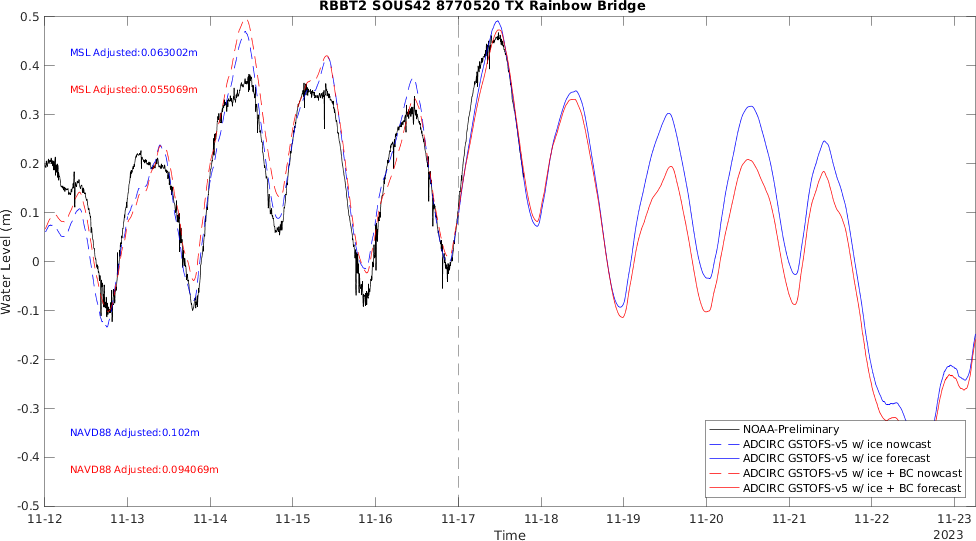 RBBT2 SOUS42 8770520 TX Rainbow Bridge
0.5
0.4
0.3
0.2
0.1
0
-0.1
-0.2
-0.3
-0.4
-0.5
Water Level (m)
MSL Adjusted:0.063002m
MSL Adjusted:0.055069m
NAVD88 Adjusted:0.102m
NAVD88 Adjusted:0.094069m
NOAA-Preliminary
ADCIRC GSTOFS-v5 w/ ice nowcast
ADCIRC GSTOFS-v5 w/ ice forecast
ADCIRC GSTOFS-v5 w/ ice + BC nowcast
ADCIRC GSTOFS-v5 w/ ice + BC forecast
11-12 11-13 11-14 11-15 11-16 11-17 11-18 11-19 11-20 11-21 11-22 11-23
2023
Time